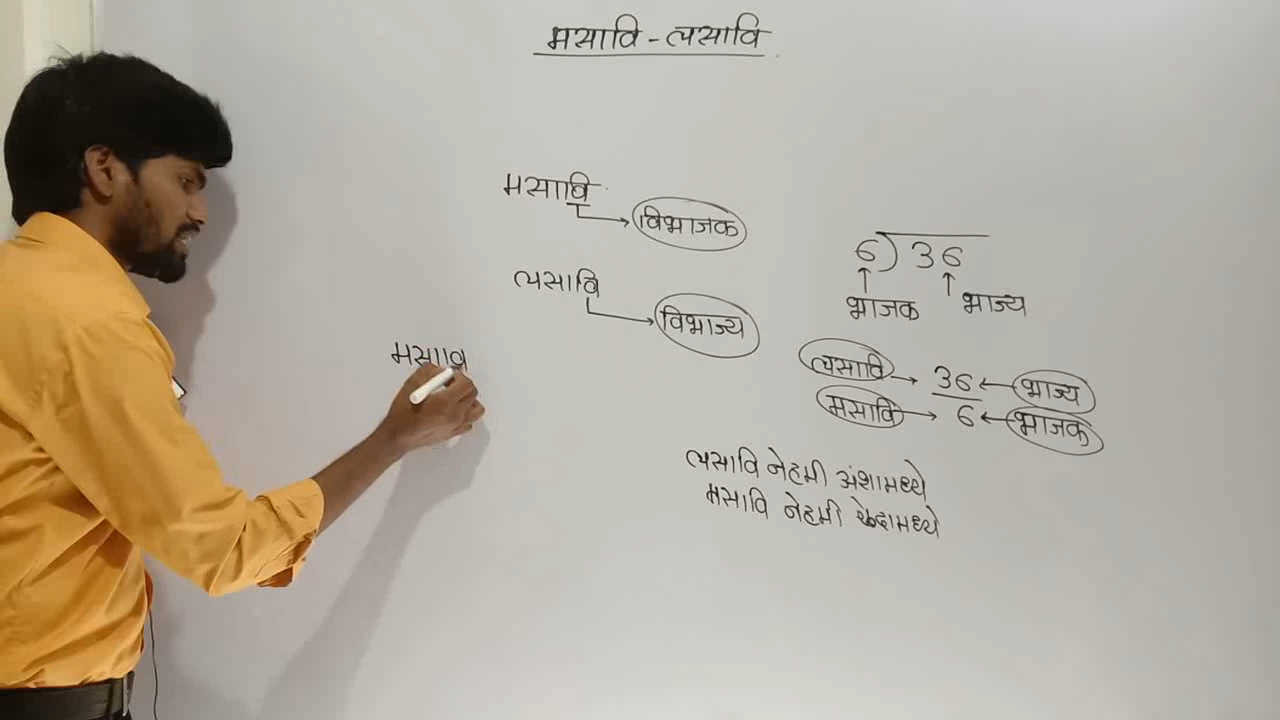 मसावि - लसावि
मसावि
विभाजक
लसावि
विभाज्य
मसावि
6) 36
भाजक
भाज्य
लसावि → 36 ← भाज्य
मसावि → 6 ← भाजक
लसावि नेहमी अंशामध्ये
मसावि नेहमी छेदामध्ये